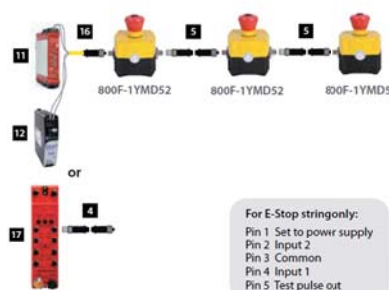 16
5
5
11
800F-1YMD52
800F-1YMD52
800F-1YMD5
12
or
4
17
For E-Stop stringonly:
Pin 1 Set to power supply
Pin 2 Input 2
Pin 3 Common
Pin 4 Input 1
Pin 5 Test pulse out